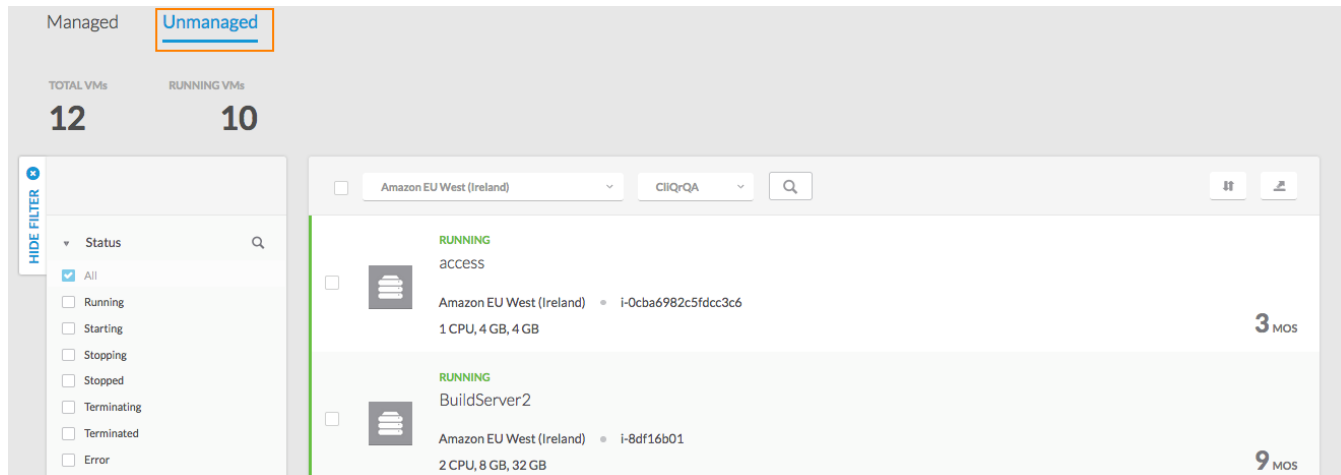 Managed Unmanaged
TOTAL VMs RUNNING VMs
12 10
HIDE FILTER
Amazon EU West (Ireland) CliQrQA
Status
All
Running
Starting
Stopping
Stopped
Terminating
Terminated
Error
RUNNING
access
Amazon EU West (Ireland) i-0cba6982c5fdcc3c6
1 CPU, 4 GB, 4 GB
3 MOS
RUNNING
BuildServer2
Amazon EU West (Ireland) i-8df16b01
2 CPU, 8 GB, 32 GB
9 MOS